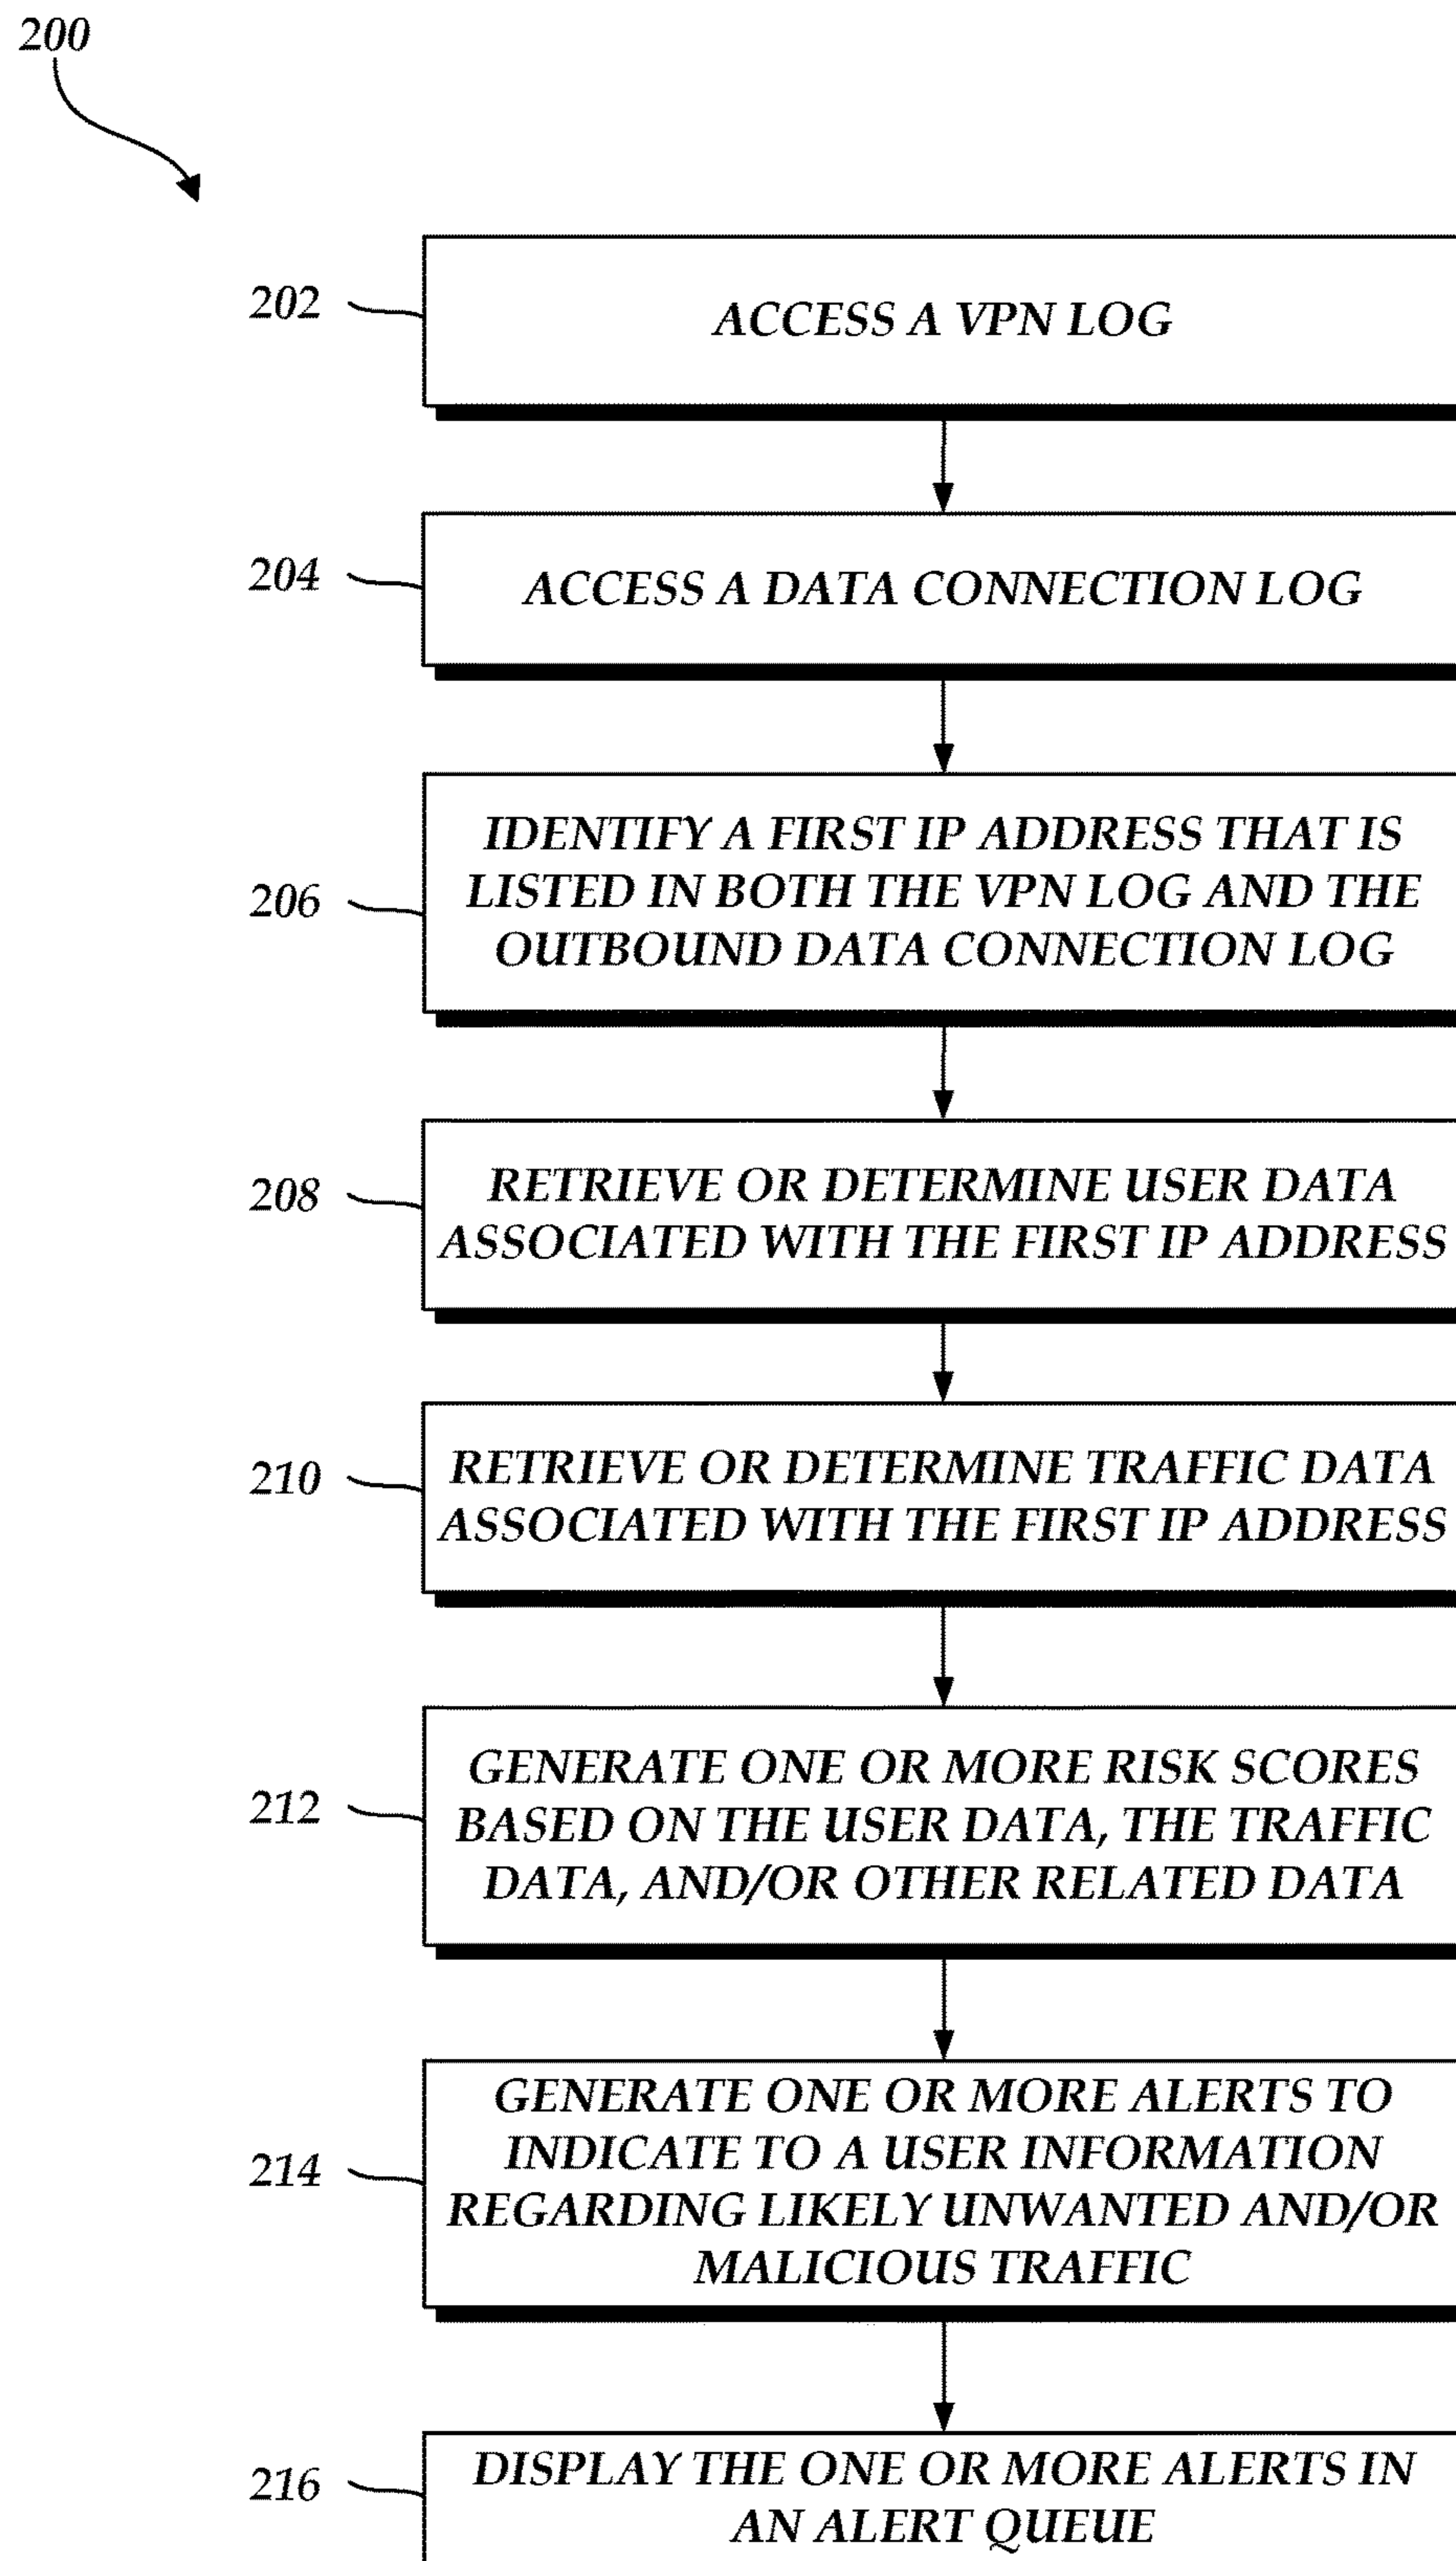 200
202
ACCESS A VPN LOG
204
ACCESS A DATA CONNECTION LOG
206
IDENTIFY A FIRST IP ADDRESS THAT IS
LISTED IN BOTH THE VPN LOG AND THE
OUTBOUND DATA CONNECTION LOG
208
RETRIEVE OR DETERMINE USER DATA
ASSOCIATED WITH THE FIRST IP ADDRESS
210
RETRIEVE OR DETERMINE TRAFFIC DATA
ASSOCIATED WITH THE FIRST IP ADDRESS
212
GENERATE ONE OR MORE RISK SCORES
BASED ON THE USER DATA, THE TRAFFIC
DATA, AND/OR OTHER RELATED DATA
214
GENERATE ONE OR MORE ALERTS TO
INDICATE TO A USER INFORMATION
REGARDING LIKELY UNWANTED AND/OR
MALICIOUS TRAFFIC
216
DISPLAY THE ONE OR MORE ALERTS IN
AN ALERT QUEUE